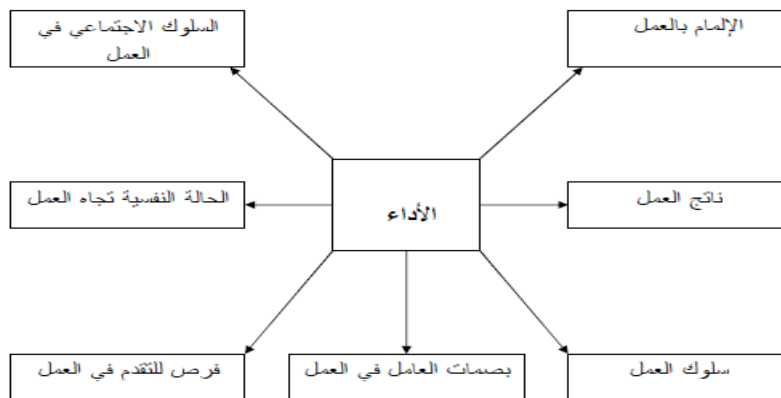 الإلمام بالعمل
السلوك الاجتماعي في
العمل
ناتج العمل
الأداء
الحالة النفسية تجاه العمل
سلوك العمل
بصمات العامل في العمل
فرص للتقدم في العمل